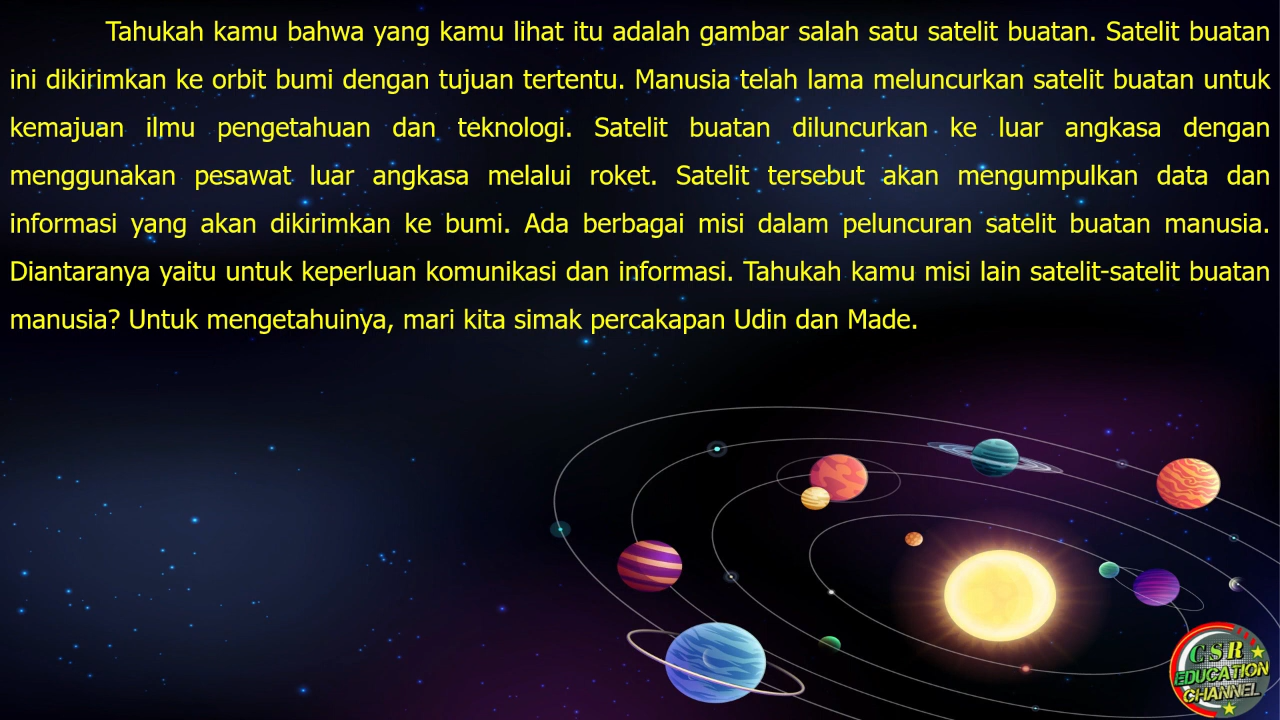 Tahukah kamu bahwa yang kamu lihat itu adalah gambar salah satu satelit buatan. Satelit buatan
ini dikirimkan ke orbit bumi dengan tujuan tertentu. Manusia telah lama meluncurkan satelit buatan untuk
kemajuan ilmu pengetahuan dan teknologi. Satelit buatan diluncurkan ke luar angkasa dengan
menggunakan pesawat luar angkasa melalui roket. Satelit tersebut akan mengumpulkan data dan
informasi yang akan dikirimkan ke bumi. Ada berbagai misi dalam peluncuran satelit buatan manusia.
Diantaranya yaitu untuk keperluan komunikasi dan informasi. Tahukah kamu misi lain satelit-satelit buatan
manusia? Untuk mengetahuinya, mari kita simak percakapan Udin dan Made.
GSR
EDUCATION
CHANNEL